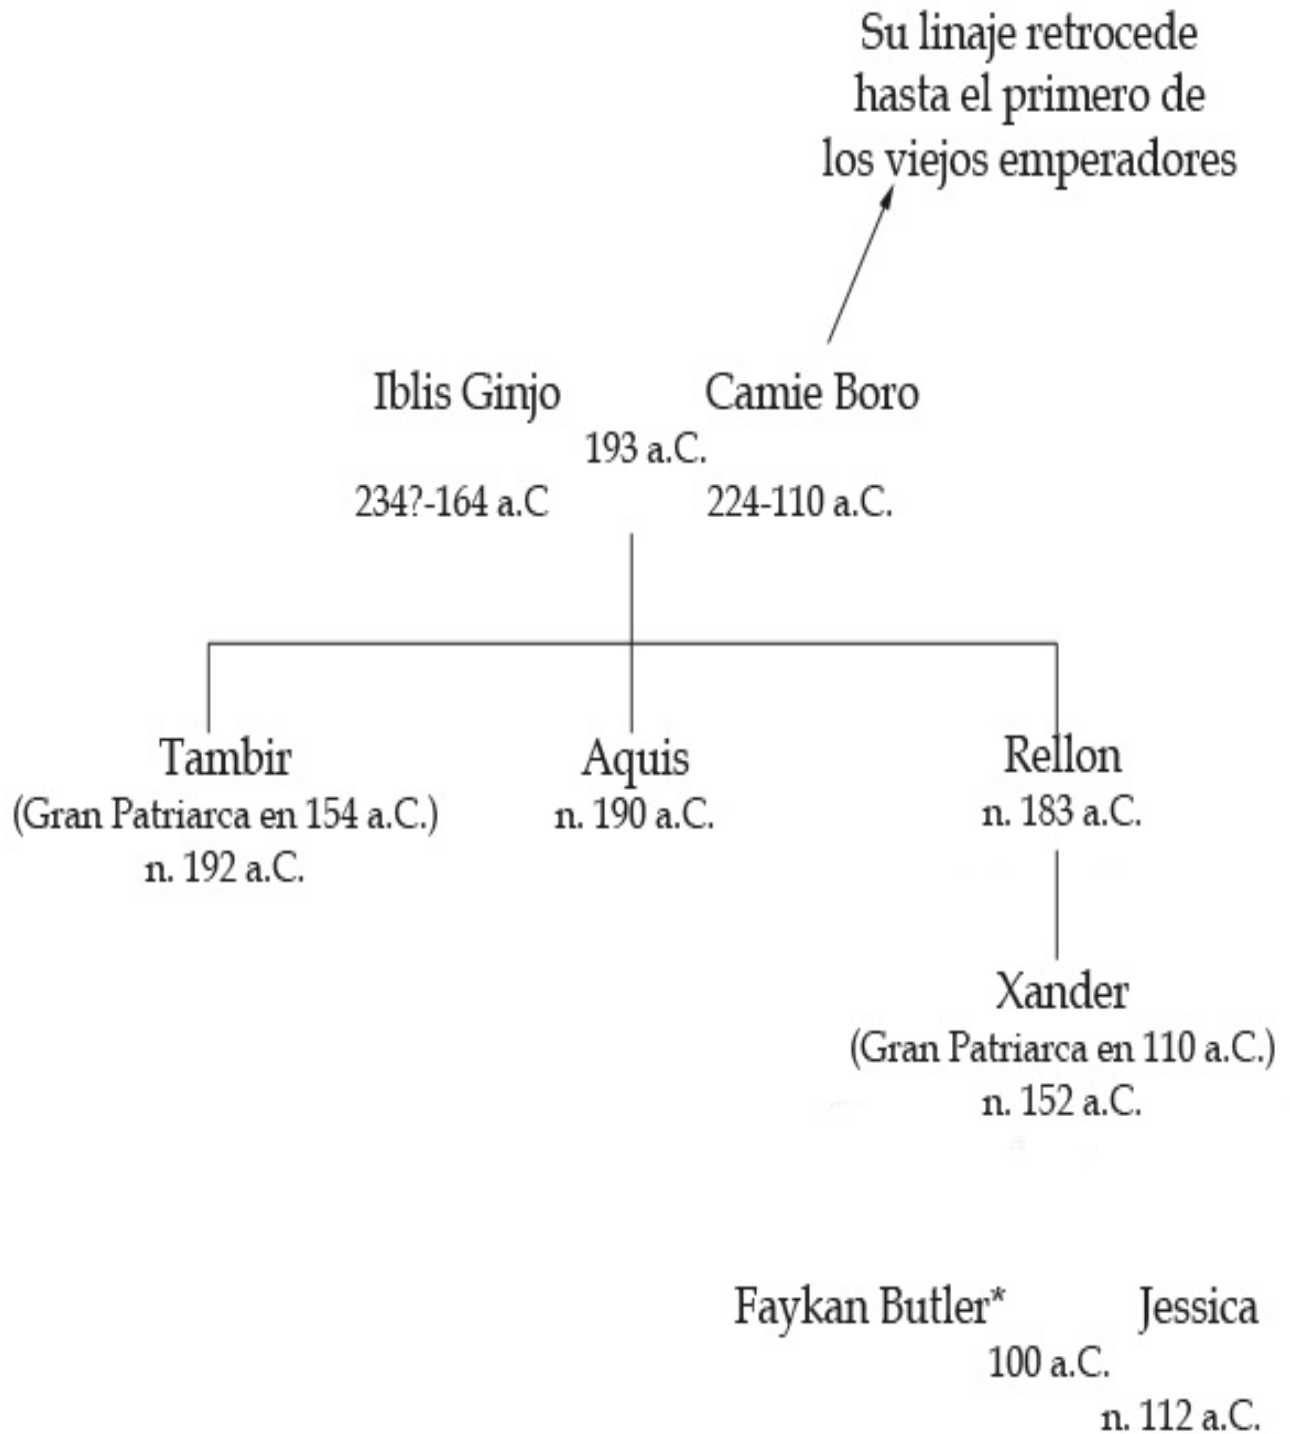 Su linaje retrocede
hasta el primero de
los viejos emperadores
Iblis Ginjo Camie Boro
193 a.C.
234?-164 a.C 224-110 a.C.
Tambir Aquis Rellon
(Gran Patriarca en 154 a.C.) n. 190 a.C. n. 183 a.C.
n. 192 a.C.
Xander
(Gran Patriarca en 110 a.C.)
n. 152 a.C.
Faykan Butler* Jessica
100 a.C.
n. 112 a.C.